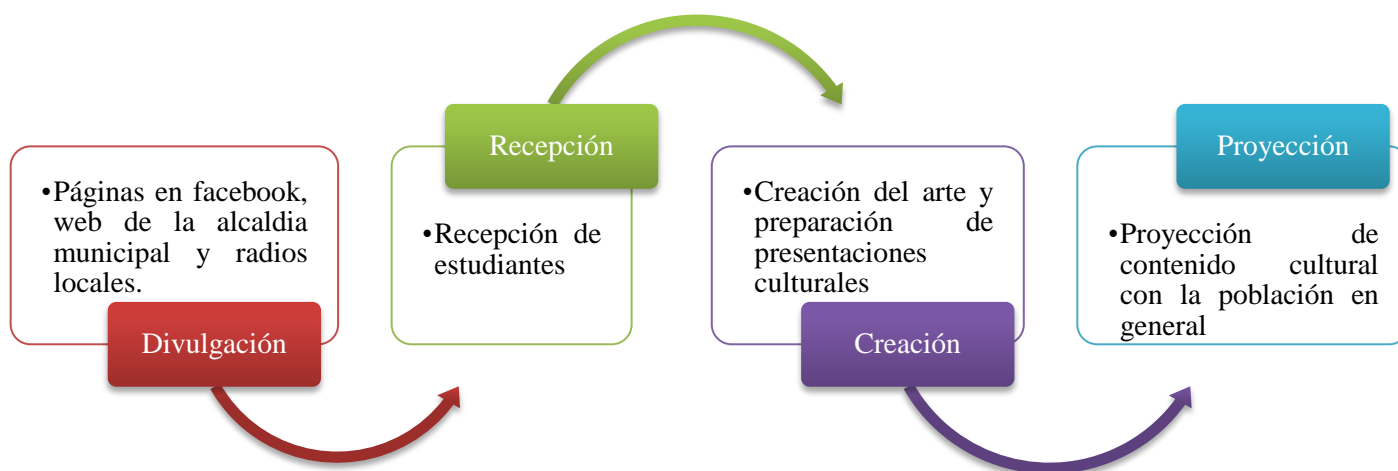 •Páginas en facebook,
web de la alcaldia
municipal y radios
locales.
Divulgación
Recepción
•Recepción de
estudiantes
•Creación del arte y
preparación de
presentaciones
culturales
Creación
Proyección
•Proyección de
contenido cultural
con la población en
general